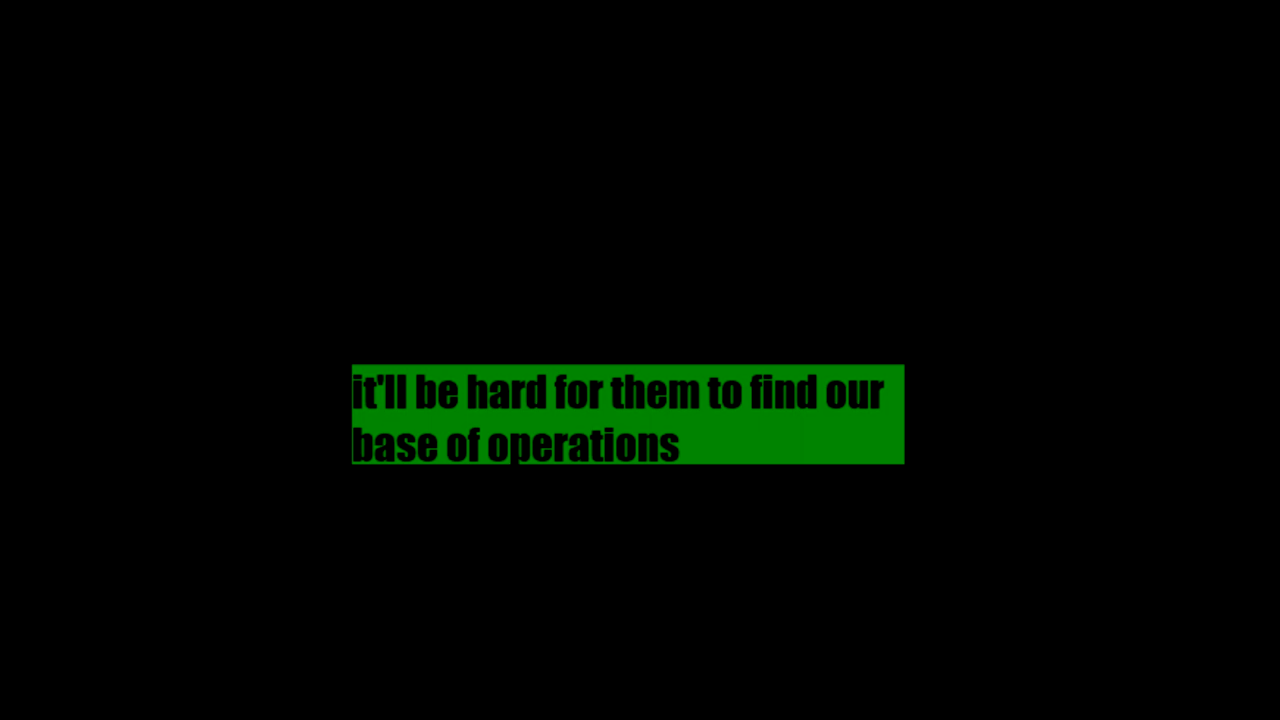 it'll be hard for them to find our
base of operations